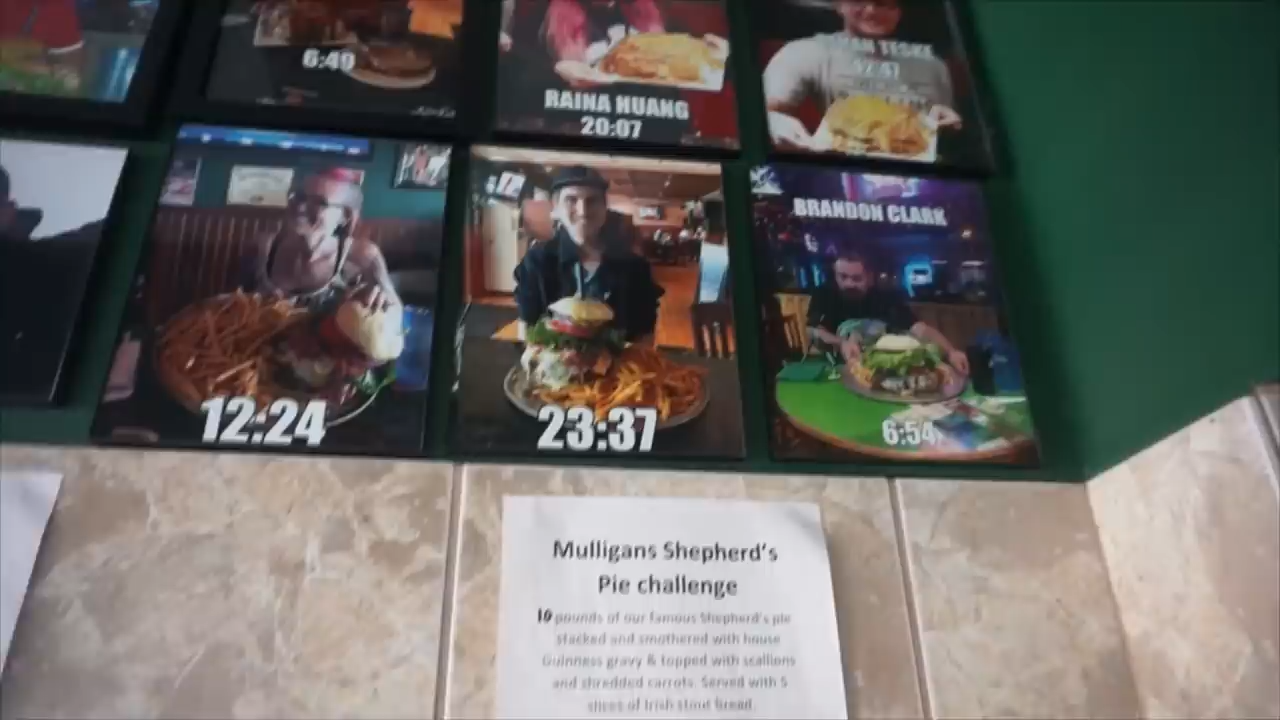 6:49
RAINA HUANG
20:07
TESKE
12:24
23:37
BRANDON CLARK
6:54
Mulligans Shepherd's
Pie challenge
10 pounds of our famous Shepherd's pie
stacked and smothered with house
Guinness gravy & topped with scallions
and shredded carrots. Served with 5
slices of Irish stout bread.